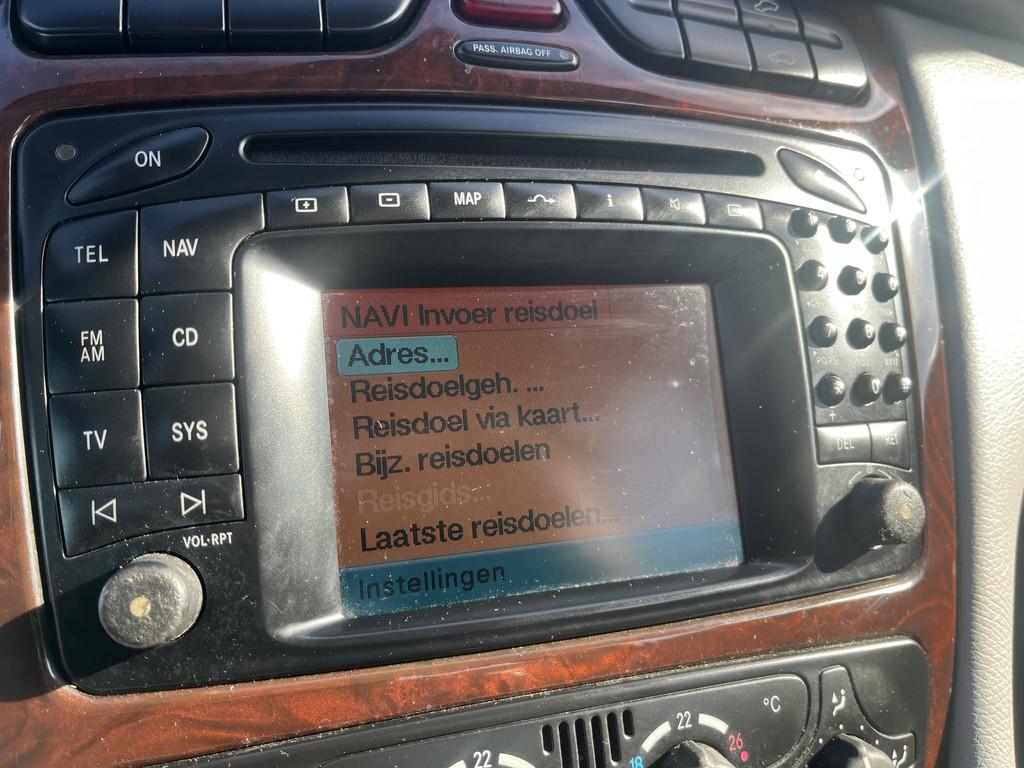 PASS. AIRBAG OFF
ON
MAP
i
TEL
NAV
FM
AM
CD
TV
SYS
VOL·RPT
NAVI Invoer reisdoel
Adres...
Reisdoelgeh. ...
Reisdoel via kaart...
Bijz. reisdoelen
Reisgids...
Laatste reisdoelen...
Instellingen
DEL
RET
22
18
22
26
°C